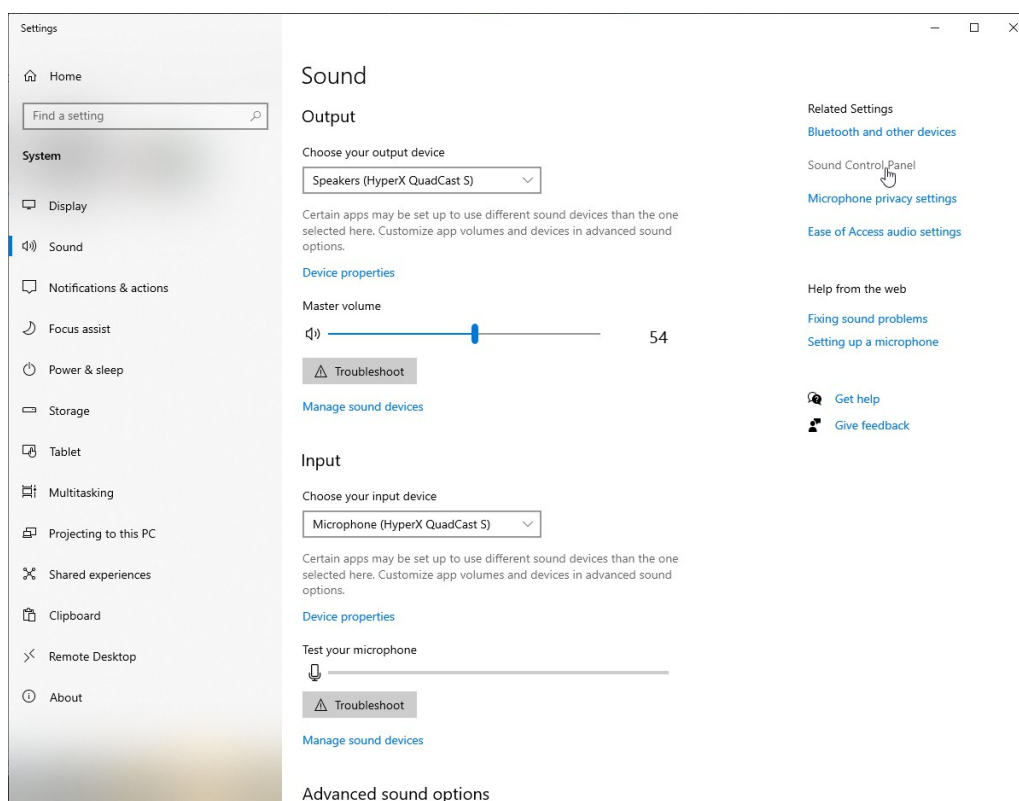 Settings
Home
Find a setting
System
Display
Sound
Notifications & actions
Focus assist
Power & sleep
Storage
Tablet
Multitasking
Projecting to this PC
Shared experiences
Clipboard
Remote Desktop
About
Sound
Output
Choose your output device
Speakers (HyperX QuadCast S)
Certain apps may be set up to use different sound devices than the one
selected here. Customize app volumes and devices in advanced sound
options.
Device properties
Master volume
54
Troubleshoot
Manage sound devices
Input
Choose your input device
Microphone (HyperX QuadCast S)
Certain apps may be set up to use different sound devices than the one
selected here. Customize app volumes and devices in advanced sound
options.
Device properties
Test your microphone
Troubleshoot
Manage sound devices
Advanced sound options
Related Settings
Bluetooth and other devices
Sound Control Panel
Microphone privacy settings
Ease of Access audio settings
Help from the web
Fixing sound problems
Setting up a microphone
Get help
Give feedback